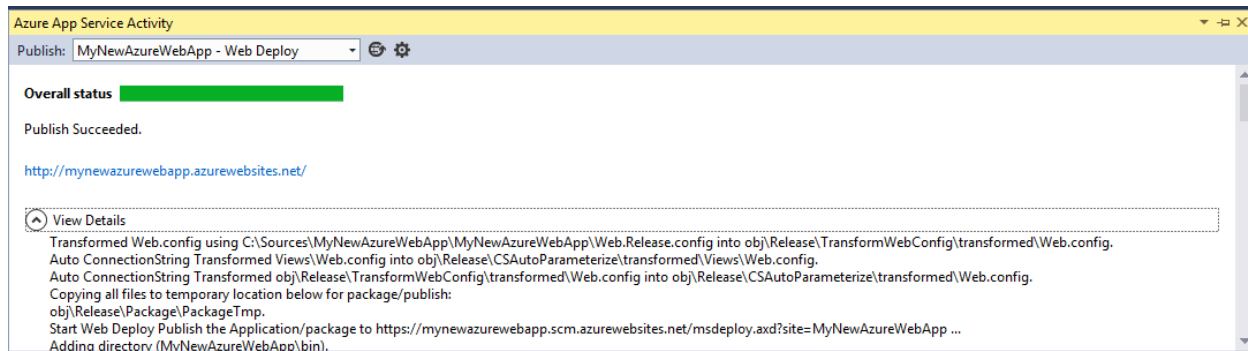 Azure App Service Activity
Publish: MyNewAzureWebApp - Web Deploy
Overall status
Publish Succeeded.
http://mynewazurewebapp.azurewebsites.net/
View Details
Transformed Web.config using C:\Sources\MyNewAzureWebApp\MyNewAzureWebApp\Web.Release.config into obj\Release\TransformWebConfig\transformed\Web.config.
Auto ConnectionString Transformed Views\Web.config into obj\Release\CSAutoParameterize\transformed\Views\Web.config.
Auto ConnectionString Transformed obj\Release\TransformWebConfig\transformed\Web.config into obj\Release\CSAutoParameterize\transformed\Web.config.
Copying all files to temporary location below for package/publish:
obj\Release\Package\PackageTmp.
Start Web Deploy Publish the Application/package to https://mynewazurewebapp.scm.azurewebsites.net/msdeploy.axd?site=MyNewAzureWebApp ...
Adding directory (MyNewAzureWebApp\bin).